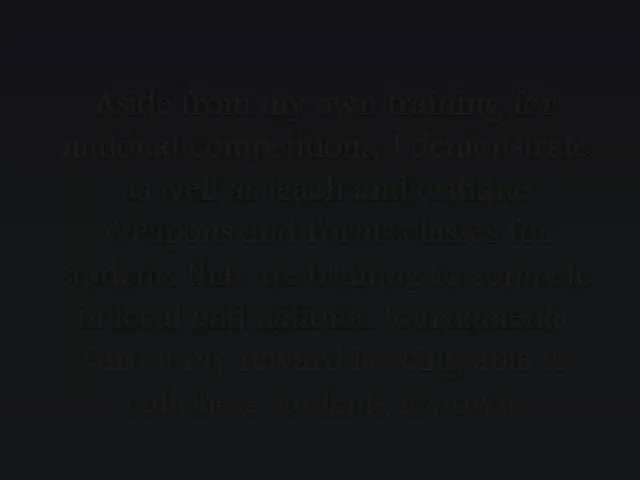 Aside from my own training for
national competitions, I demonstrate
as well as teach and critique
Weapons and Forms classes for
students that are training to compete
in local and national tournaments.
Part of my reward is being able to
call these students my own